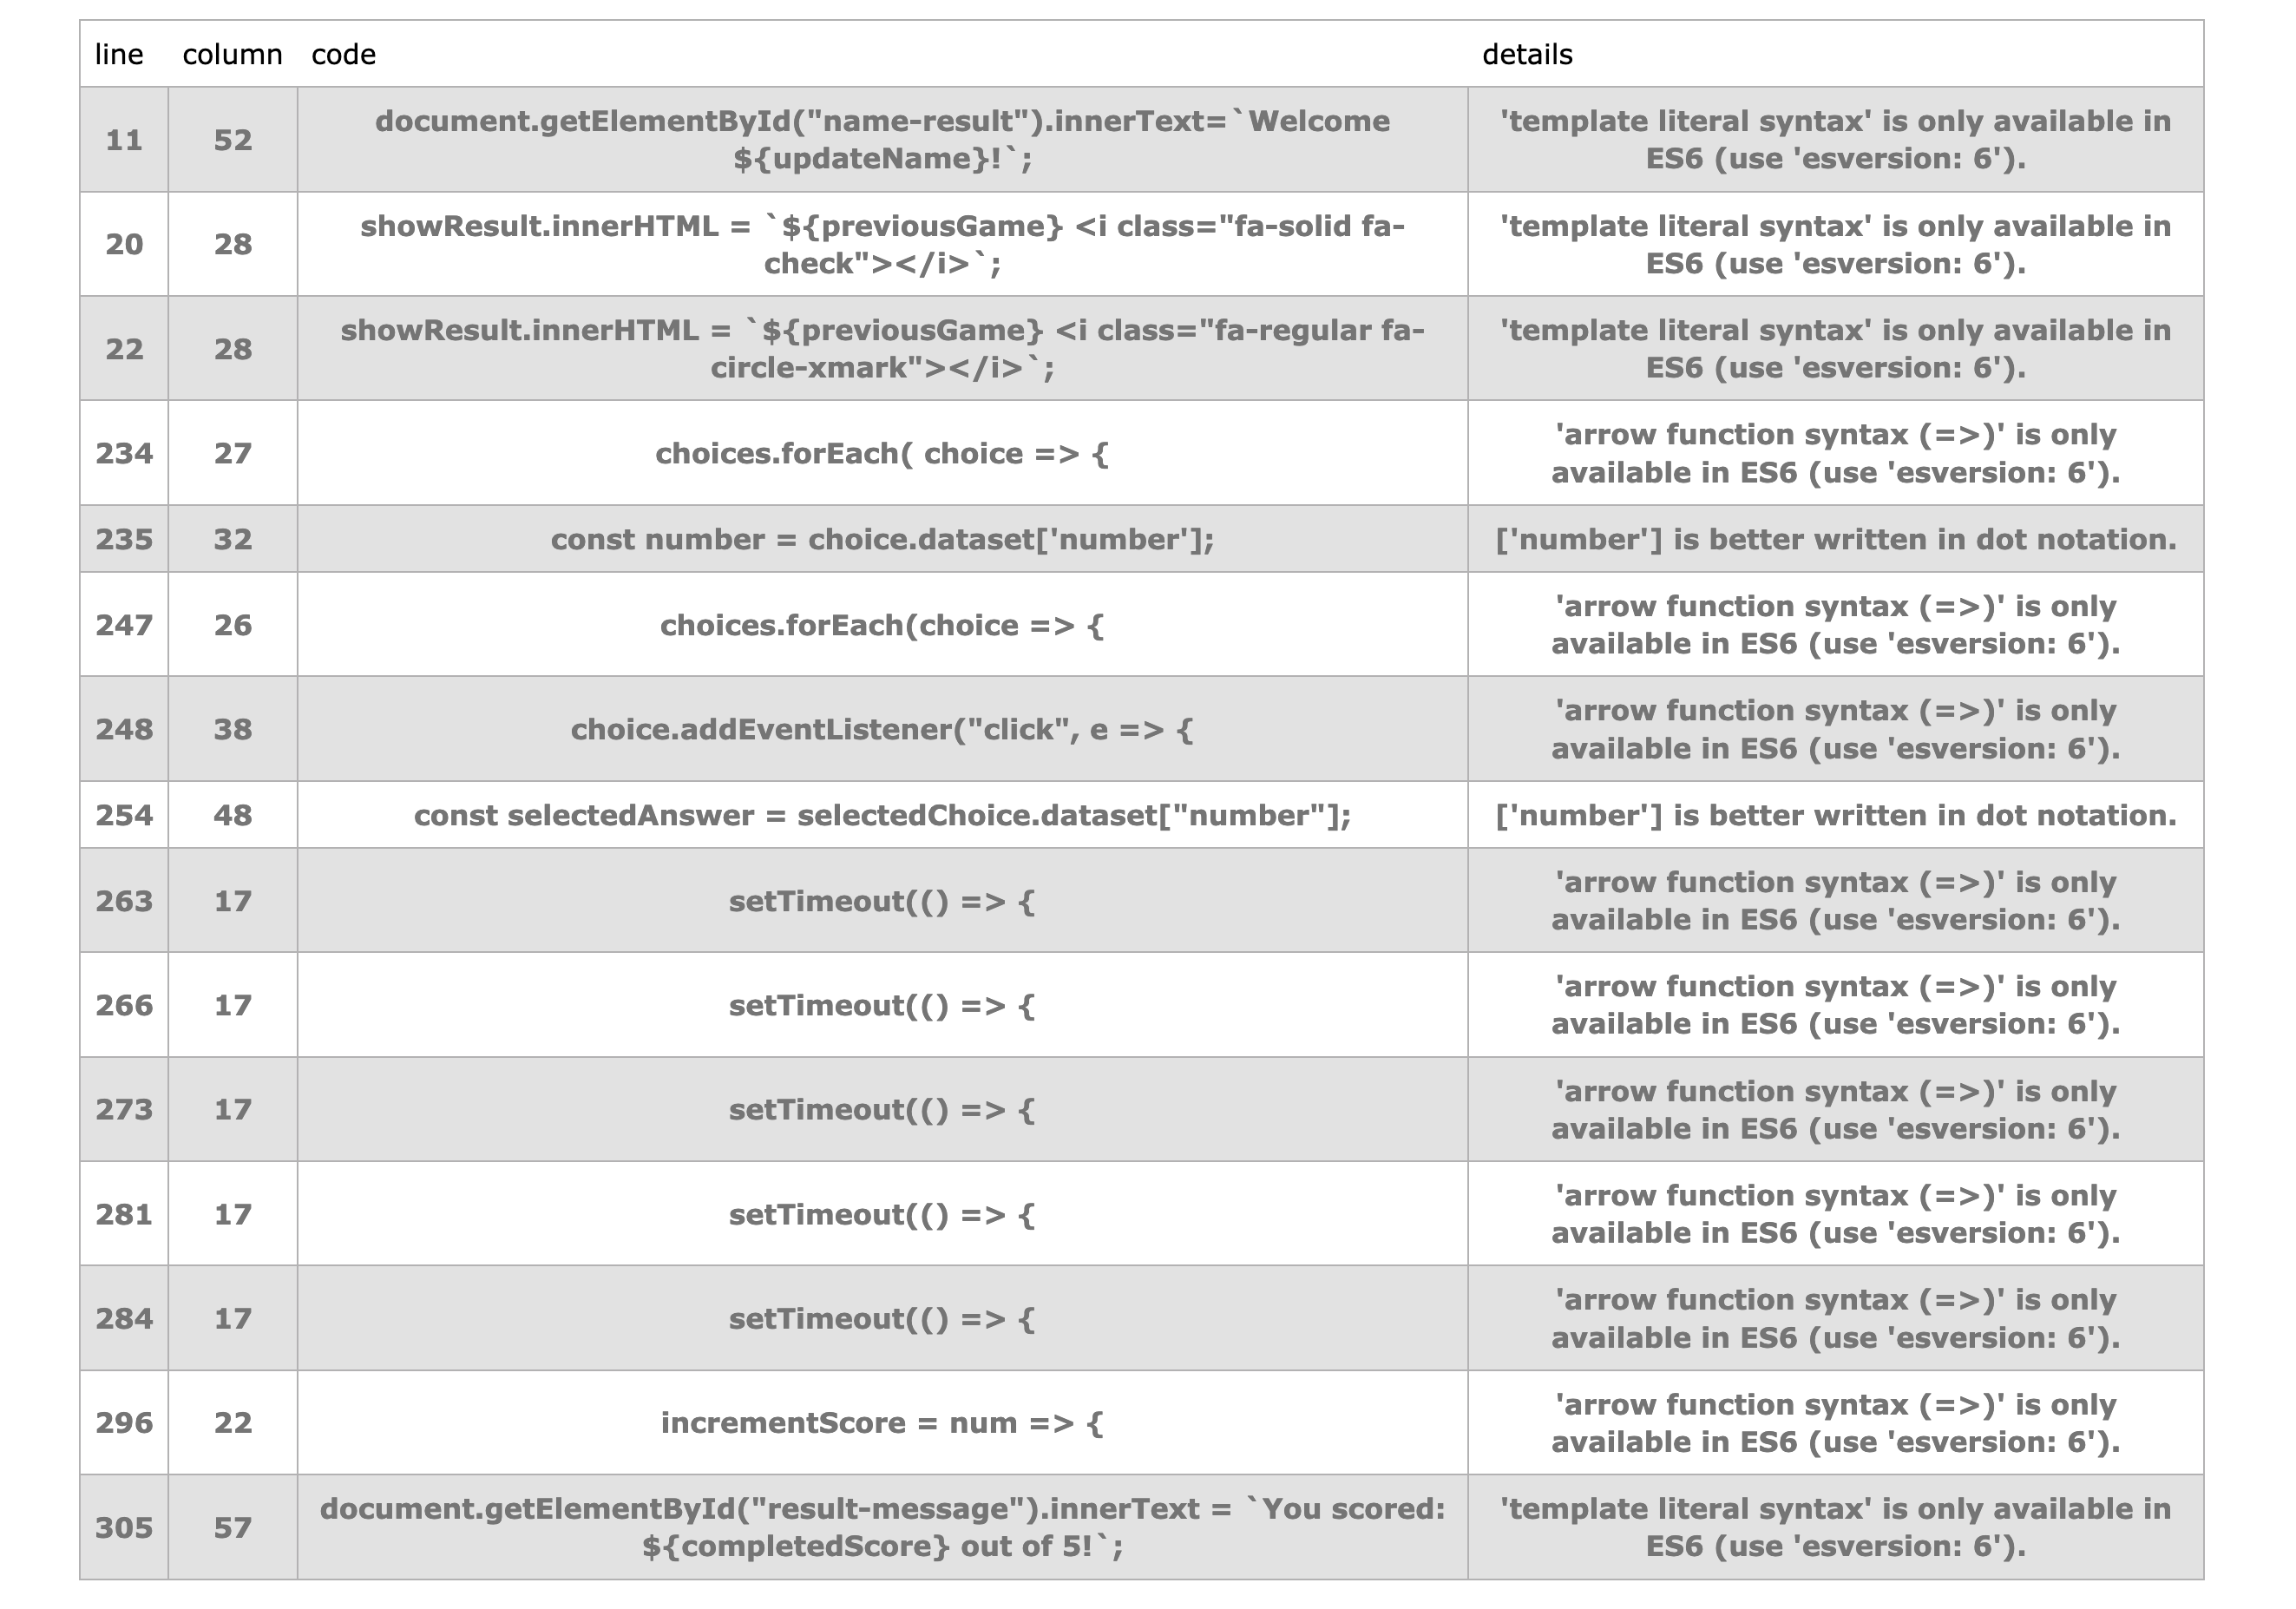 line column code details
11 52 document.getElementById("name-result").innerText=`Welcome ${updateName}!`; 'template literal syntax' is only available in ES6 (use 'esversion: 6').
20 28 showResult.innerHTML = `${previousGame} <i class="fa-solid fa-check"></i>`; 'template literal syntax' is only available in ES6 (use 'esversion: 6').
22 28 showResult.innerHTML = `${previousGame} <i class="fa-regular fa-circle-xmark"></i>`; 'template literal syntax' is only available in ES6 (use 'esversion: 6').
234 27 choices.forEach( choice => { 'arrow function syntax (=>)' is only available in ES6 (use 'esversion: 6').
235 32 const number = choice.dataset['number']; ['number'] is better written in dot notation.
247 26 choices.forEach(choice => { 'arrow function syntax (=>)' is only available in ES6 (use 'esversion: 6').
248 38 choice.addEventListener("click", e => { 'arrow function syntax (=>)' is only available in ES6 (use 'esversion: 6').
254 48 const selectedAnswer = selectedChoice.dataset["number"]; ['number'] is better written in dot notation.
263 17 setTimeout(() => { 'arrow function syntax (=>)' is only available in ES6 (use 'esversion: 6').
266 17 setTimeout(() => { 'arrow function syntax (=>)' is only available in ES6 (use 'esversion: 6').
273 17 setTimeout(() => { 'arrow function syntax (=>)' is only available in ES6 (use 'esversion: 6').
281 17 setTimeout(() => { 'arrow function syntax (=>)' is only available in ES6 (use 'esversion: 6').
284 17 setTimeout(() => { 'arrow function syntax (=>)' is only available in ES6 (use 'esversion: 6').
296 22 incrementScore = num => { 'arrow function syntax (=>)' is only available in ES6 (use 'esversion: 6').
305 57 document.getElementById("result-message").innerText = `You scored: ${completedScore} out of 5!`; 'template literal syntax' is only available in ES6 (use 'esversion: 6').